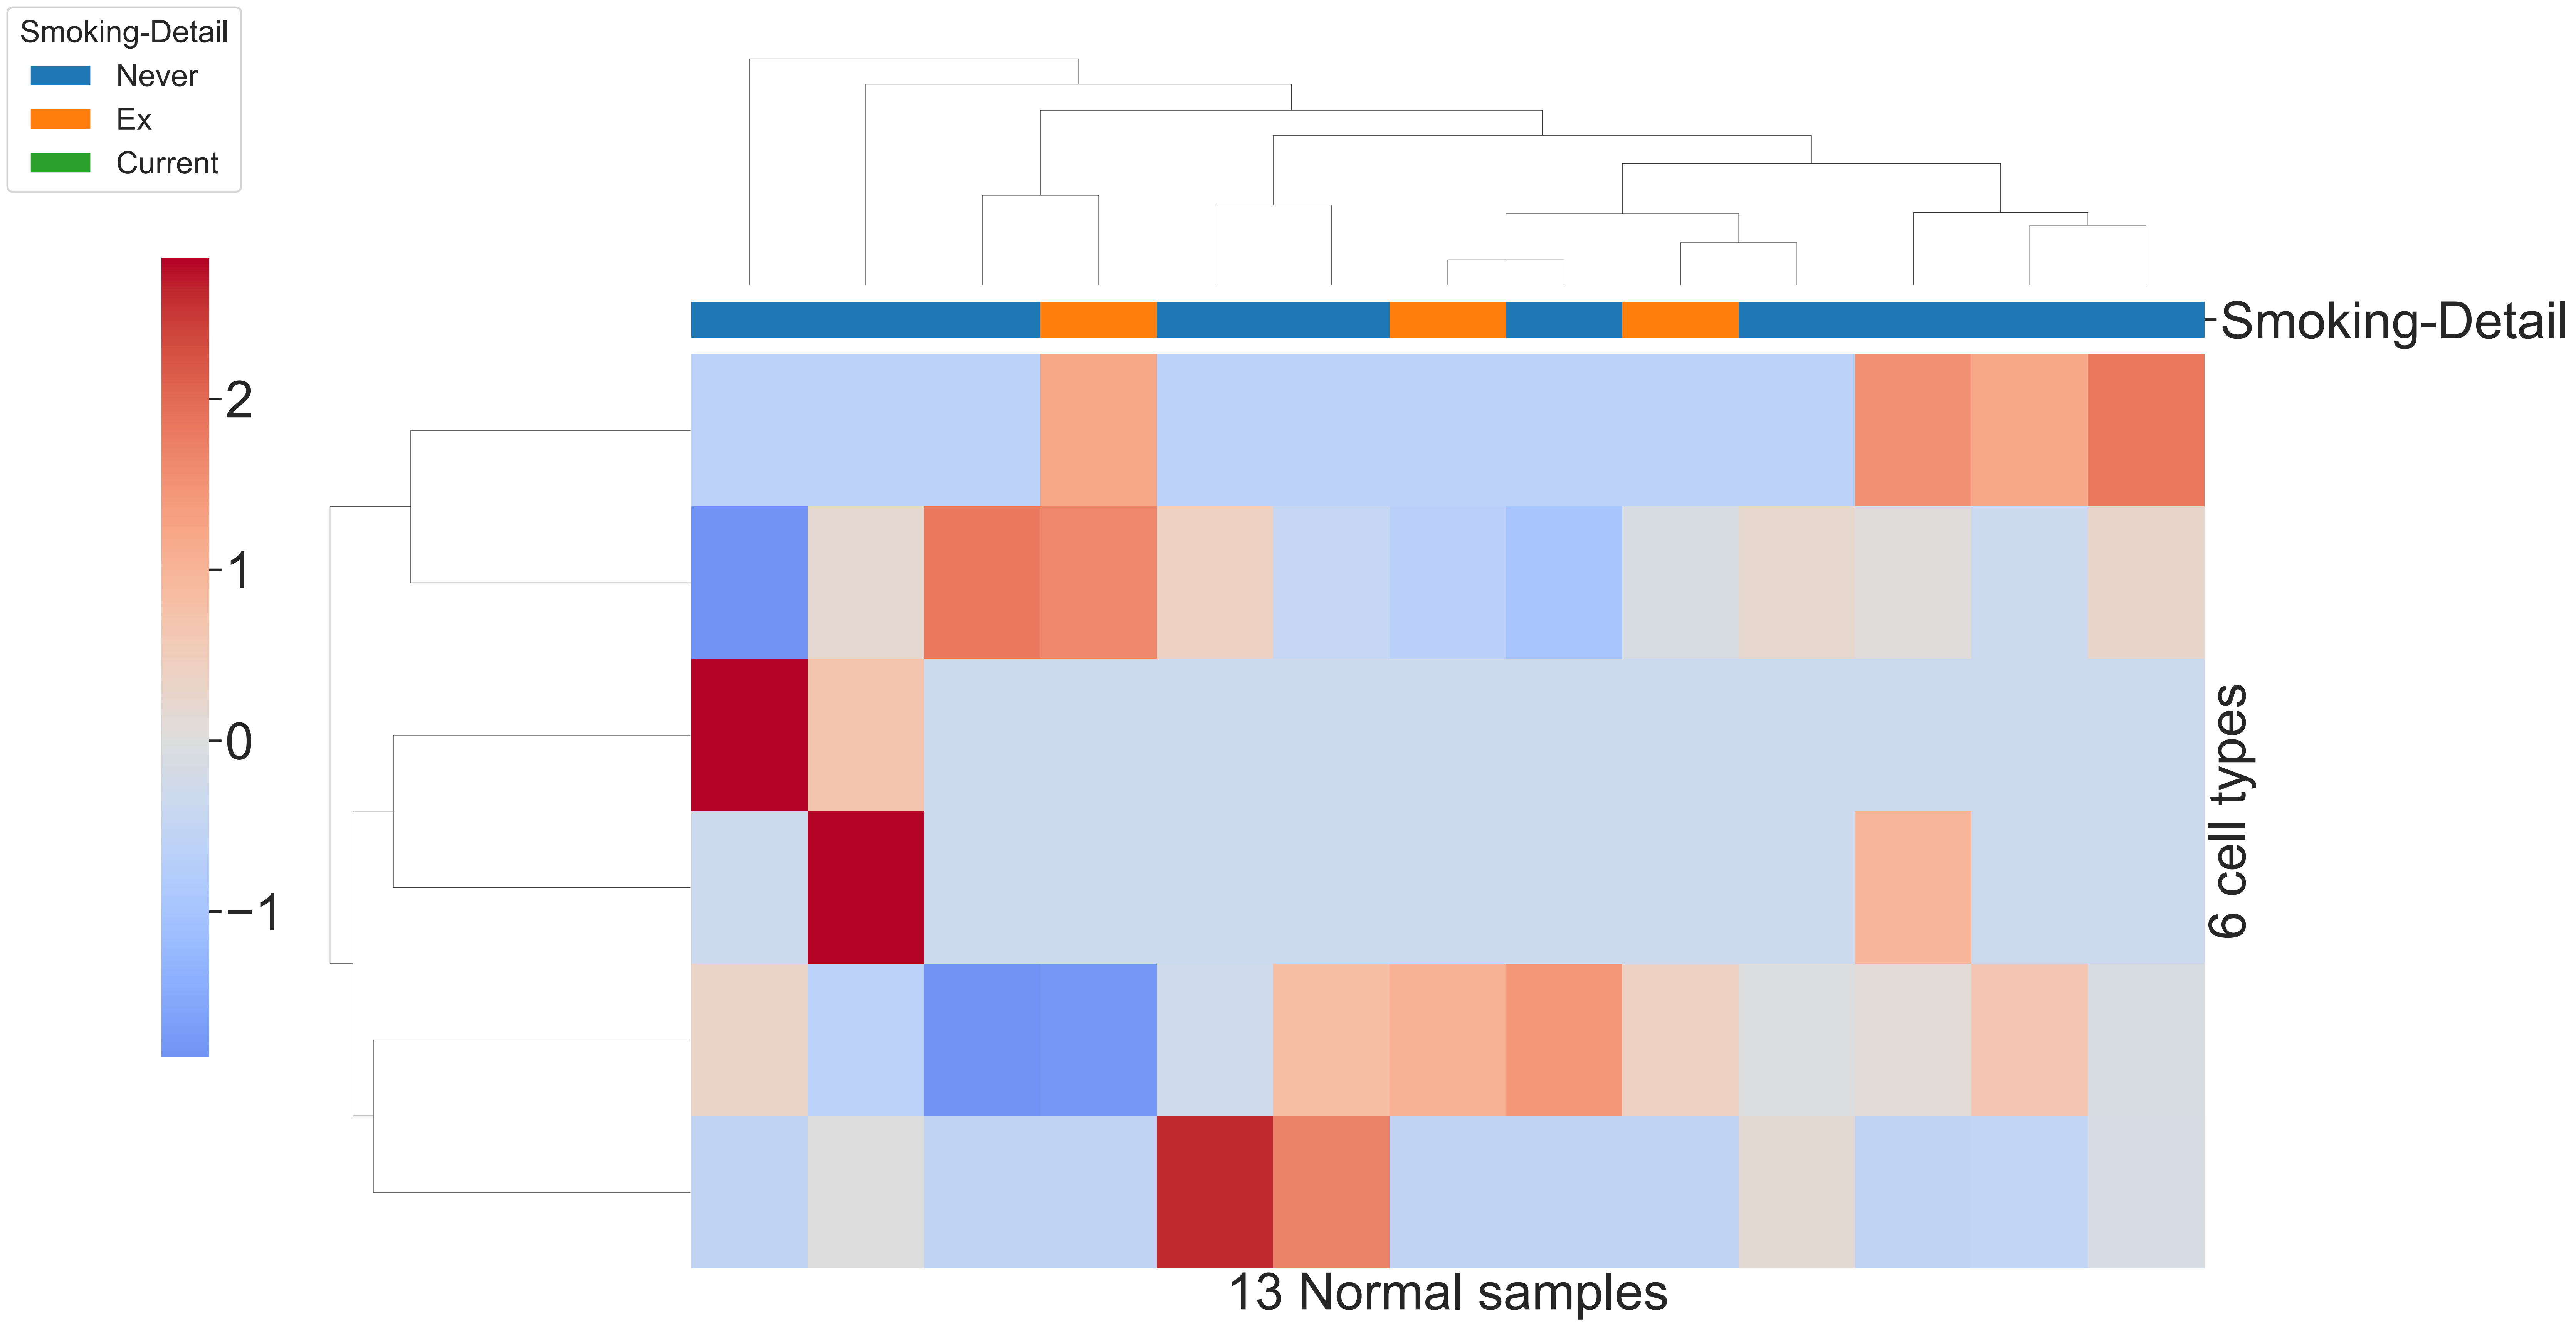 Smoking-Detail
Never
Ex
Current
Smoking-Detail
2
1
0
−1
6 cell types
13 Normal samples